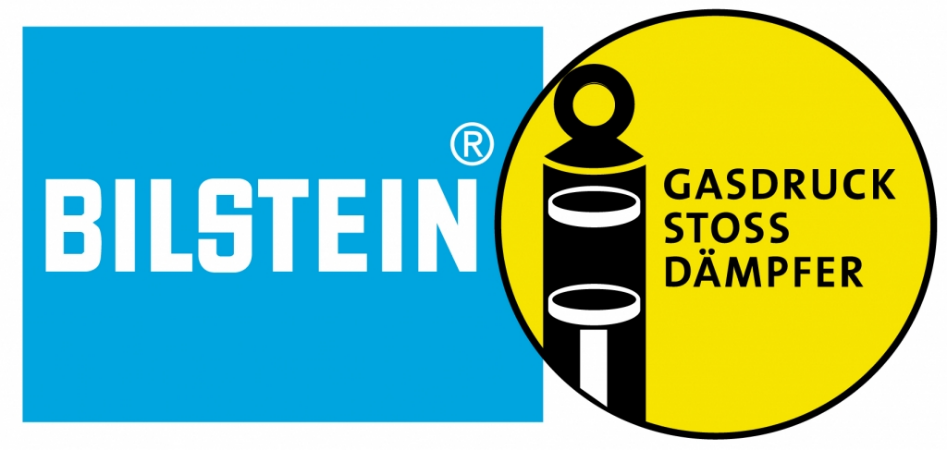 BILSTEIN®
GASDRUCK
STOSS
DÄMPFER